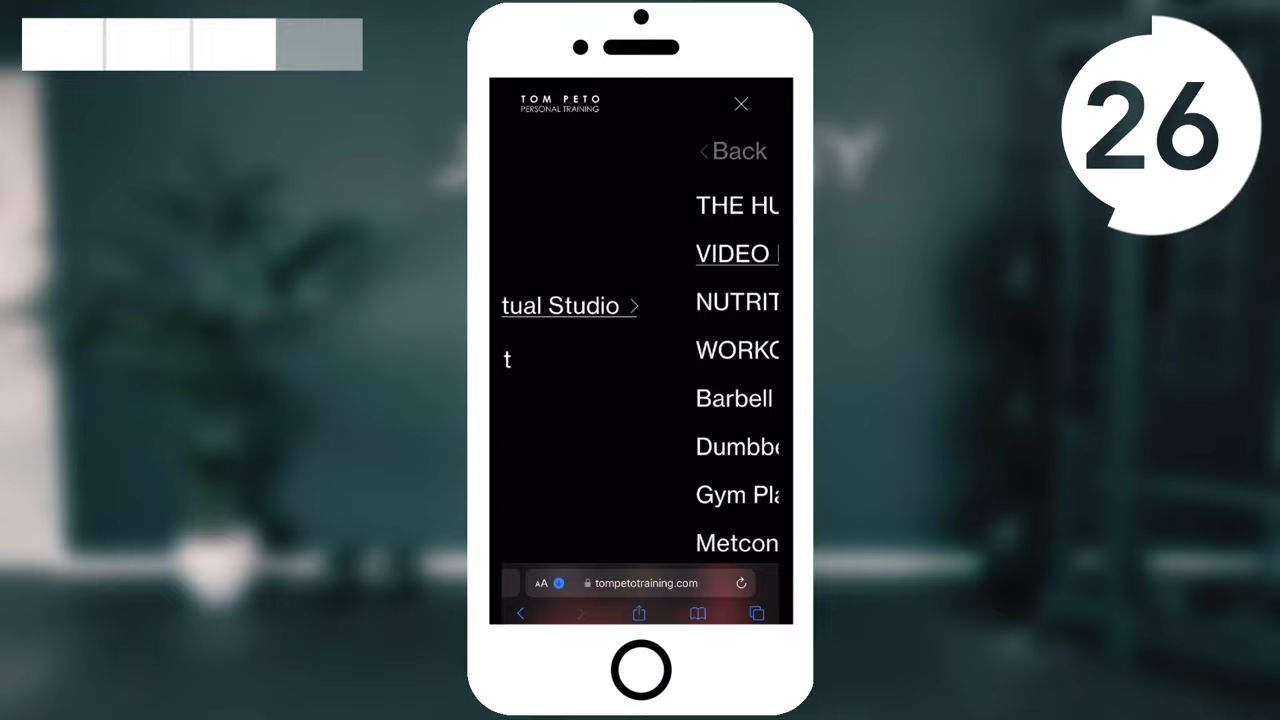 26
TOM PETO
PERSONAL TRAINING
Back
THE HU
VIDEO
tual Studio
NUTRIT
t
WORKO
Barbell
Dumbbe
Gym Pla
Metcon
AA
tompetotraining.com